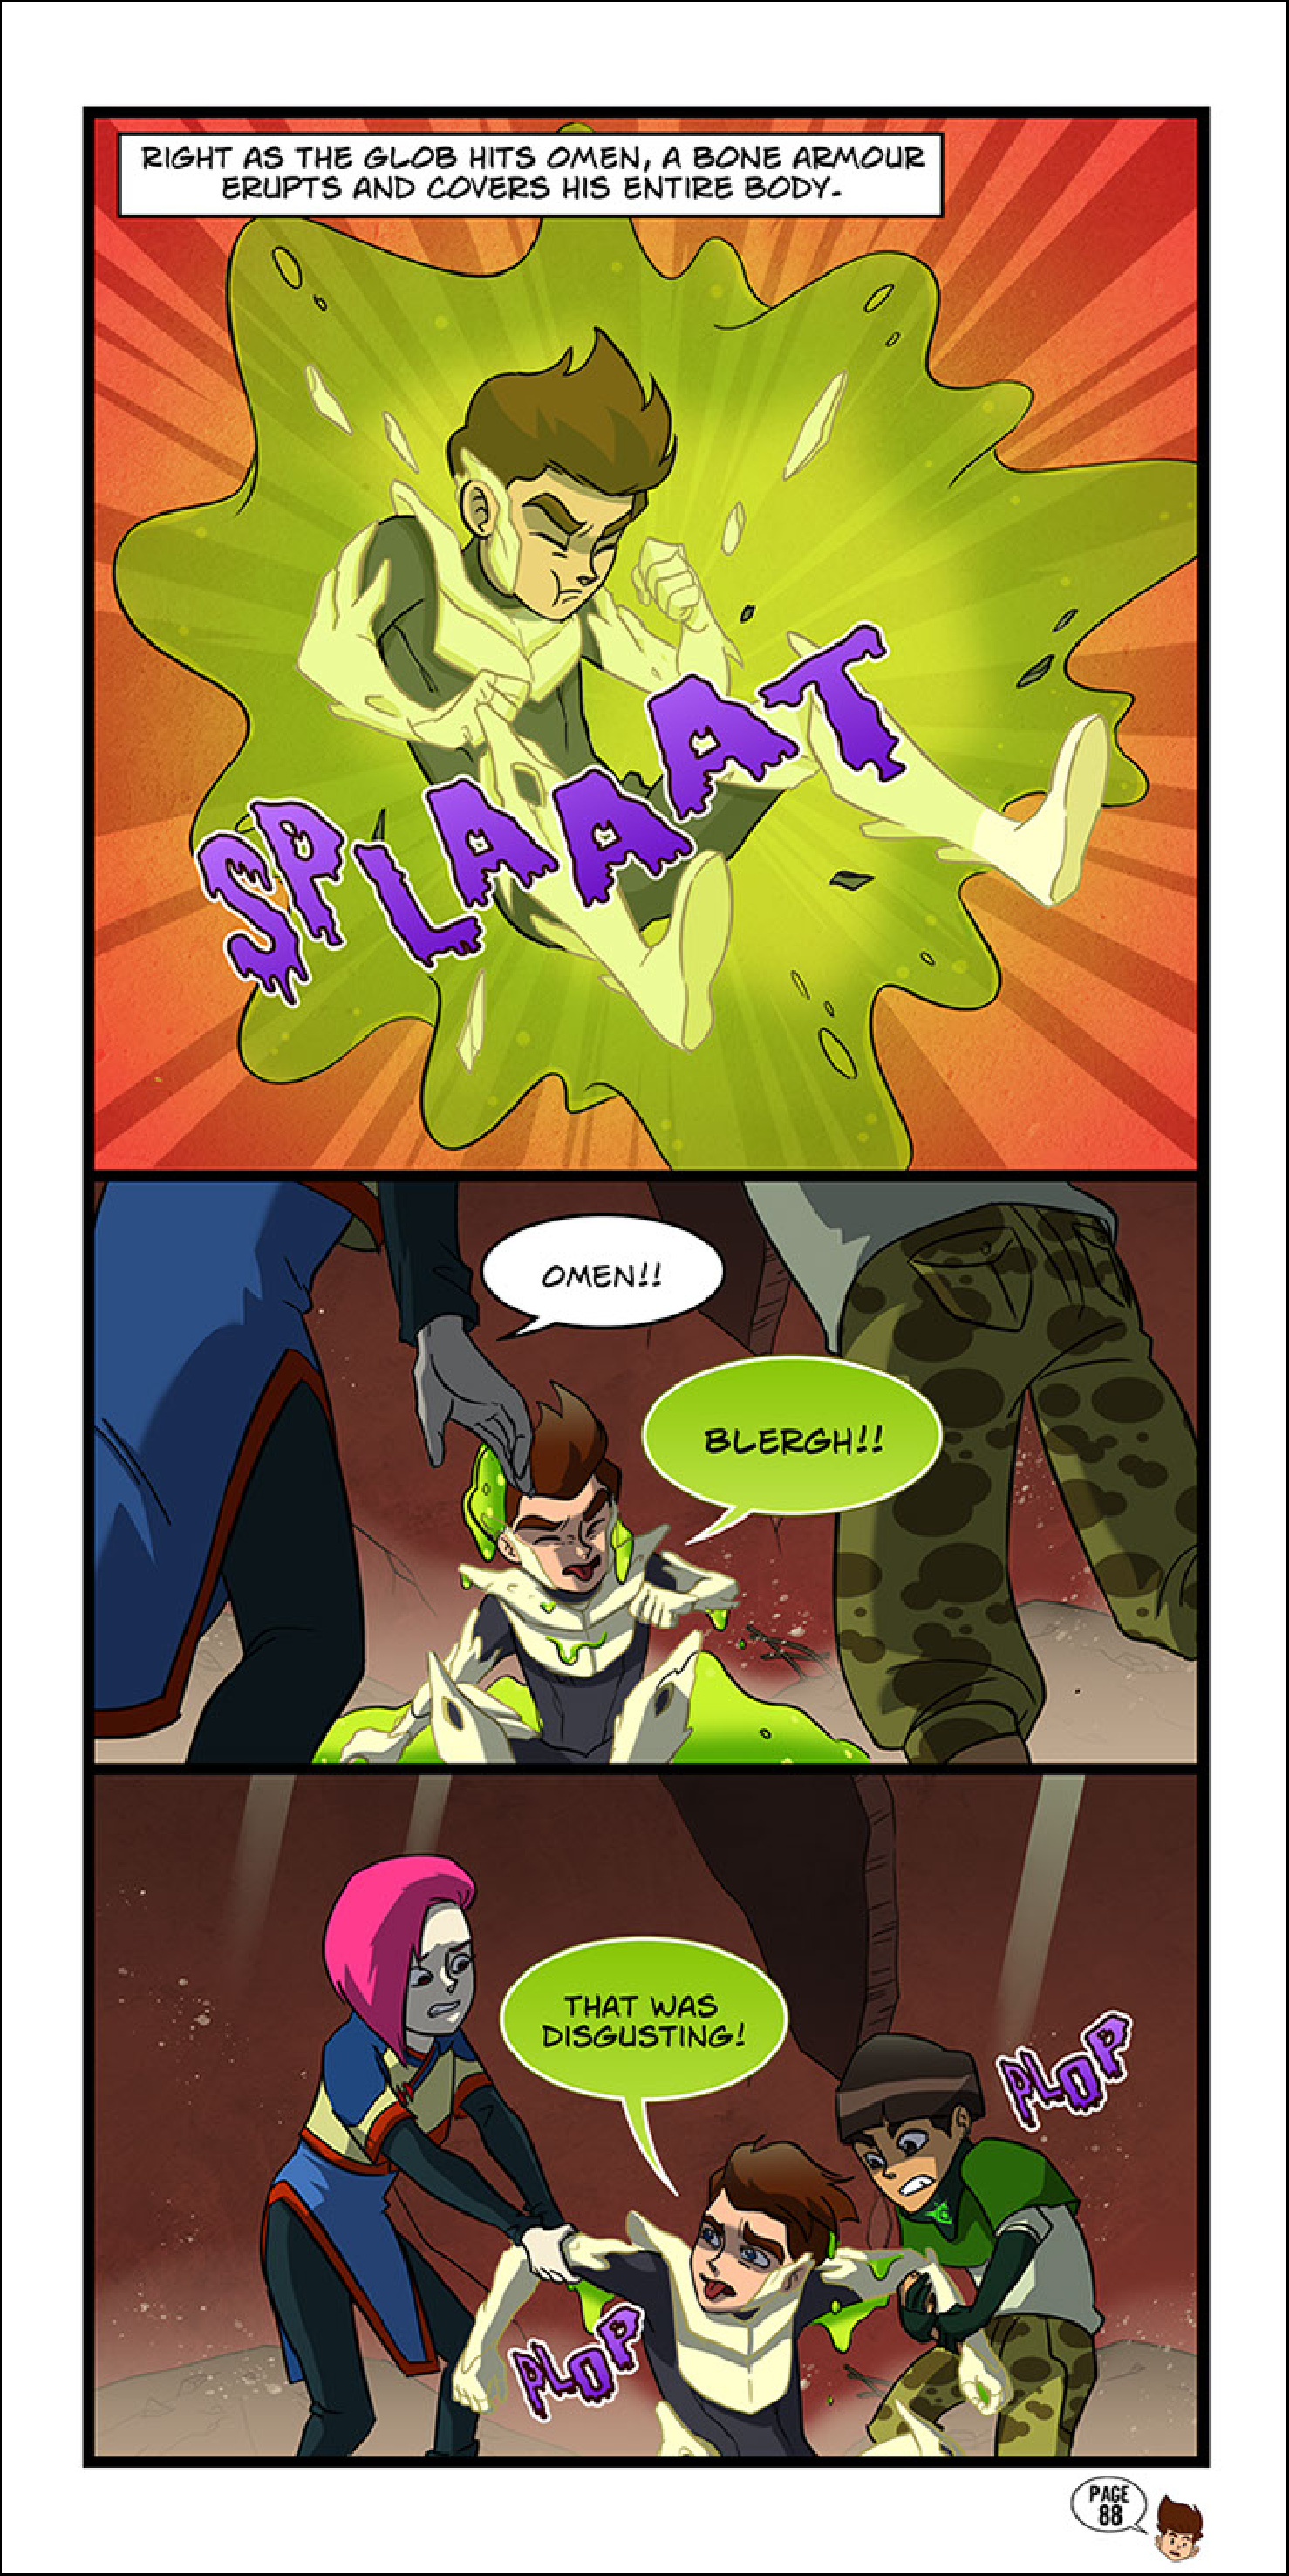 RIGHT AS THE GLOB HITS OMEN, A BONE ARMOUR
ERUPTS AND COVERS HIS ENTIRE BODY.
SPLAAAT
OMEN!!
BLERGH!!
THAT WAS
DISGUSTING!
PLOP
PLOP
PAGE
88